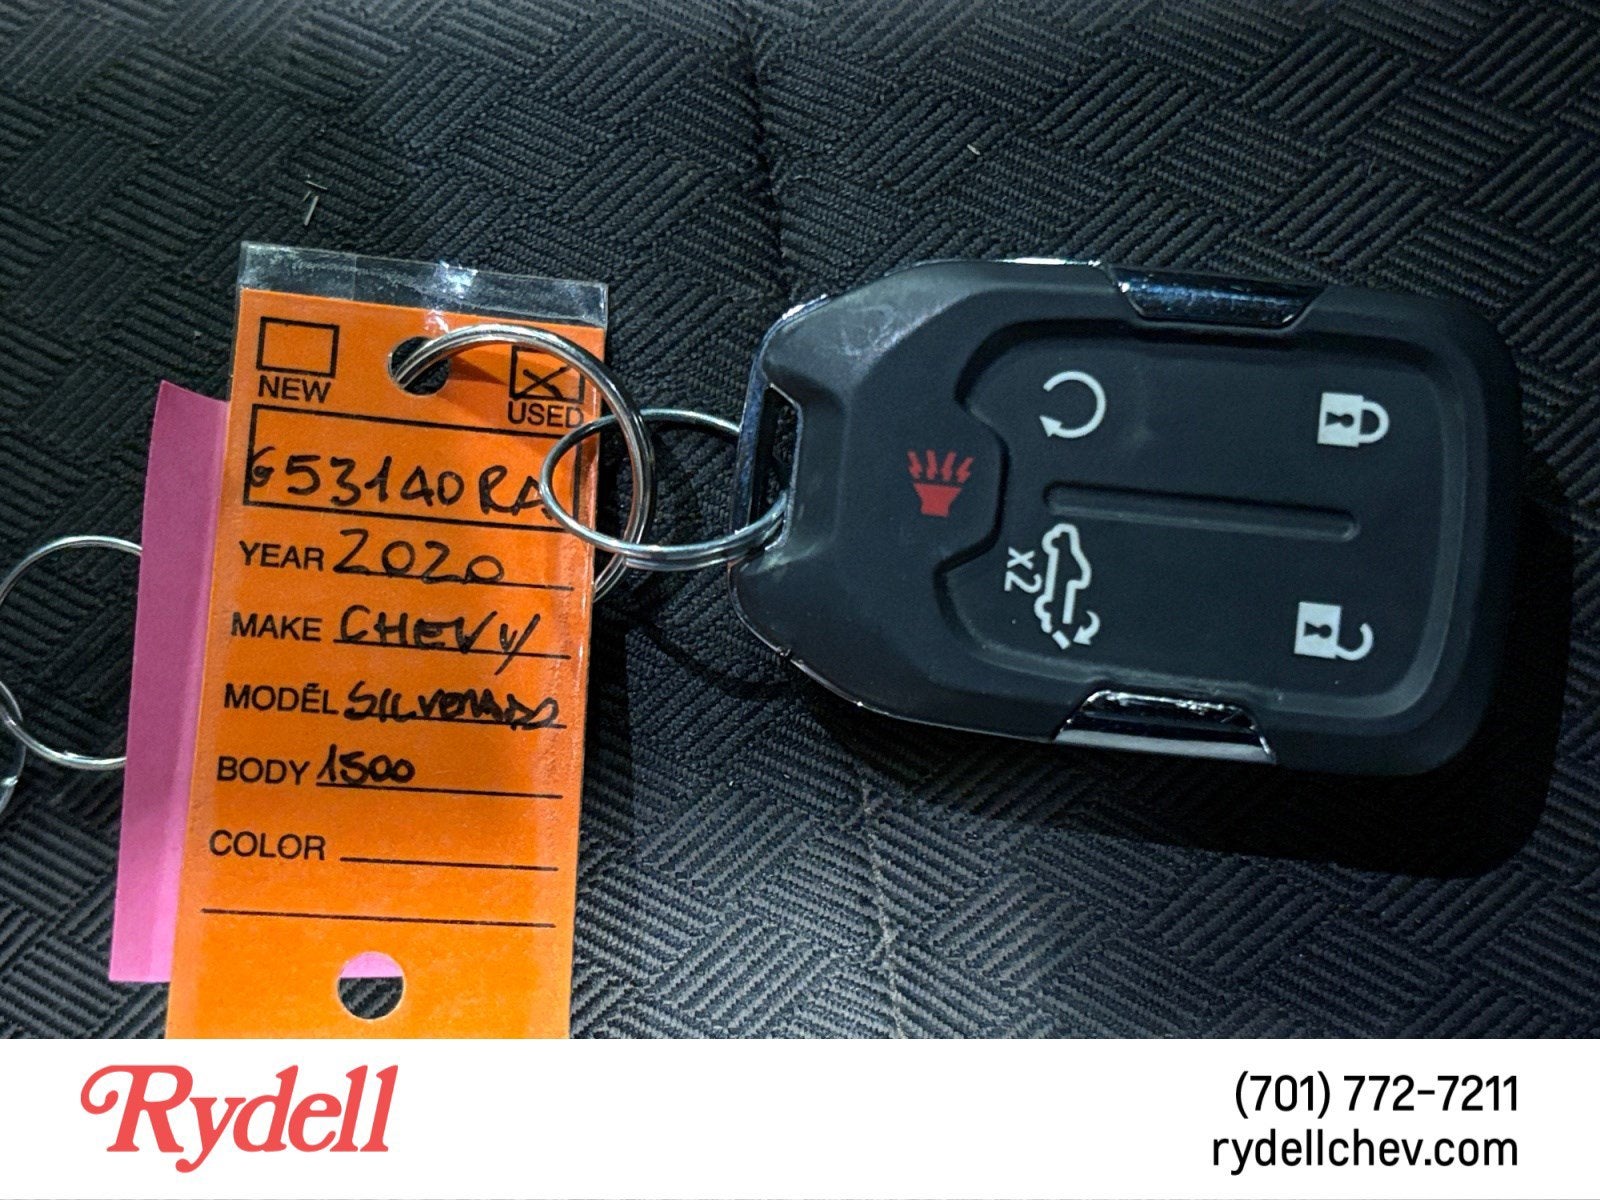 NEW
USED
G53140RA
YEAR 2020
MAKE CHEVY
MODEL SILVERADO
BODY 1500
COLOR
x2
Rydell
(701) 772-7211
rydellchev.com